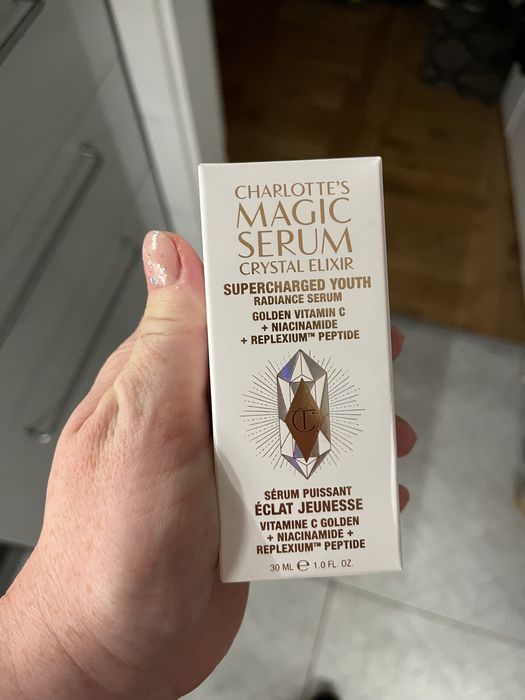 CHARLOTTE'S
MAGIC
SERUM
CRYSTAL ELIXIR
SUPERCHARGED YOUTH
RADIANCE SERUM
GOLDEN VITAMIN C
+ NIACINAMIDE
+ REPLEXIUM™ PEPTIDE
CT
SÉRUM PUISSANT
ÉCLAT JEUNESSE
VITAMINE C GOLDEN
+ NIACINAMIDE +
REPLEXIUM™ PEPTIDE
30 ML ℮ 1.0 FL. OZ.